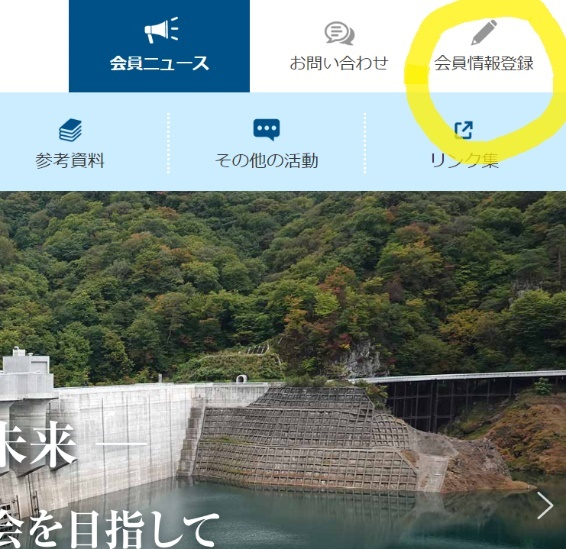 会員ニュース
お問い合わせ
会員情報登録
参考資料
その他の活動
リンク集
未来 ―
会を目指して